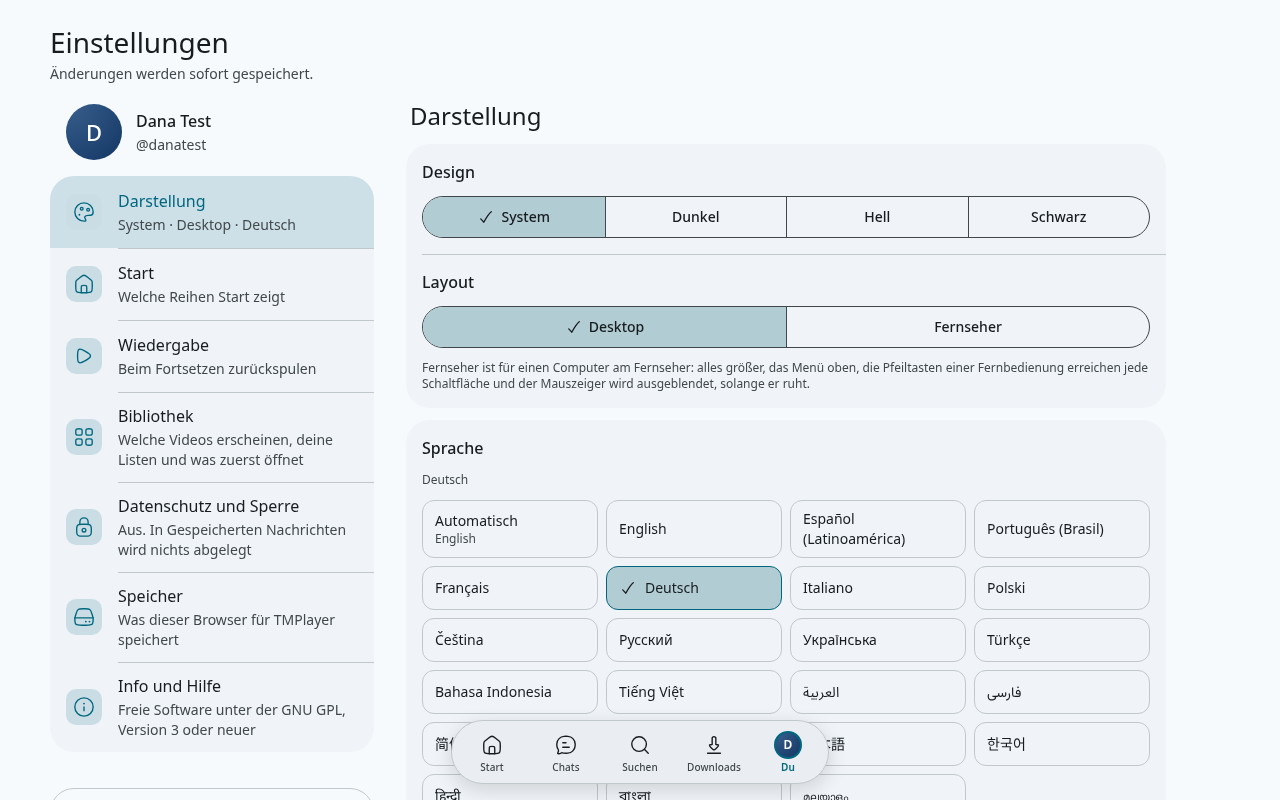 Einstellungen
Änderungen werden sofort gespeichert.
D
Dana Test
@danatest
Darstellung
System · Desktop · Deutsch
Start
Welche Reihen Start zeigt
Wiedergabe
Beim Fortsetzen zurückspulen
Bibliothek
Welche Videos erscheinen, deine
Listen und was zuerst öffnet
Datenschutz und Sperre
Aus. In Gespeicherten Nachrichten
wird nichts abgelegt
Speicher
Was dieser Browser für TMPlayer
speichert
Info und Hilfe
Freie Software unter der GNU GPL,
Version 3 oder neuer
Darstellung
Design
System
Dunkel
Hell
Schwarz
Layout
Desktop
Fernseher
Fernseher ist für einen Computer am Fernseher: alles größer, das Menü oben, die Pfeiltasten einer Fernbedienung erreichen jede
Schaltfläche und der Mauszeiger wird ausgeblendet, solange er ruht.
Sprache
Deutsch
Automatisch
English
English
Español
(Latinoamérica)
Português (Brasil)
Français
Deutsch
Italiano
Polski
Čeština
Русский
Українська
Türkçe
Bahasa Indonesia
Tiếng Việt
العربية
فارسی
한국어
हिन्दी
বাংলা
Start
Chats
Suchen
Downloads
D
Du